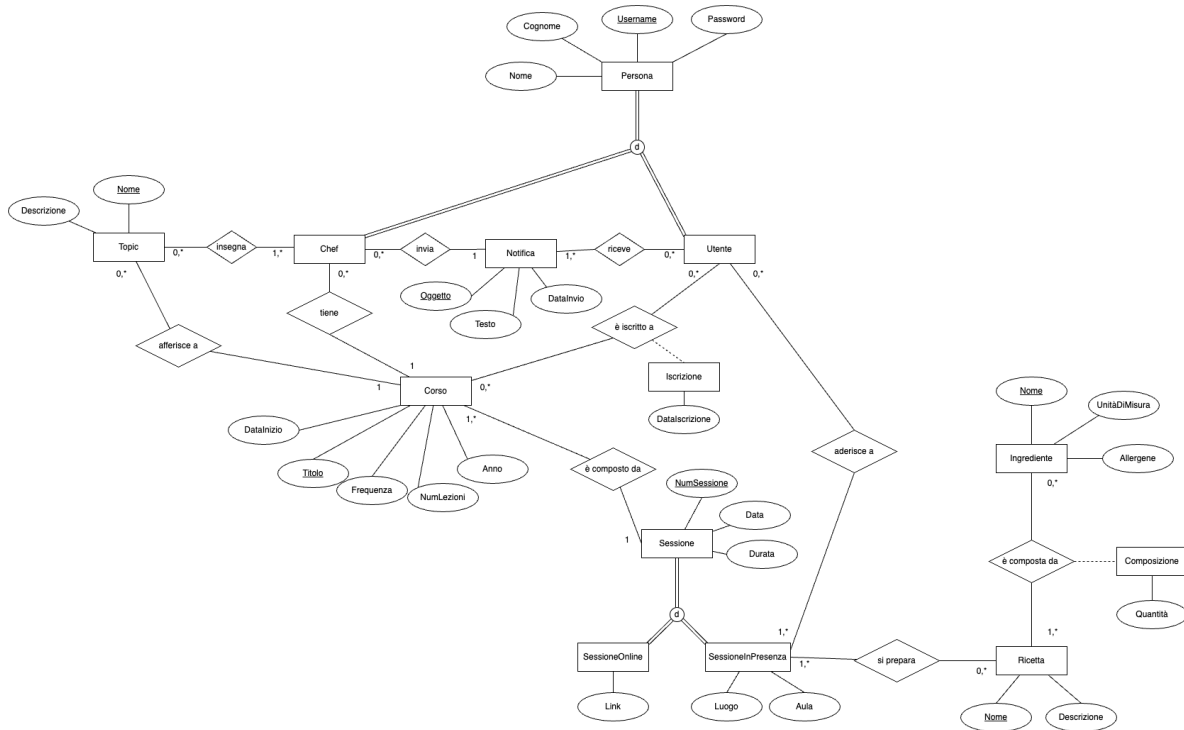 Cognome
Username
Password
Nome
Persona
d
Nome
Descrizione
Topic
insegna
Chef
invia
Notifica
riceve
Utente
0,*
1,*
0,*
1
1,*
0,*
0,*
0,*
0,*
0,*
Oggetto
DataInvio
Testo
tiene
è iscritto a
afferisce a
1
1
Corso
0,*
Iscrizione
1,*
DataIscrizione
DataInizio
Titolo
Frequenza
NumLezioni
Anno
è composto da
aderisce a
Nome
UnitàDiMisura
Ingrediente
Allergene
0,*
NumSessione
Data
1
Sessione
Durata
è composta da
Composizione
Quantità
d
1,*
1,*
SessioneOnline
SessioneInPresenza
1,*
si prepara
0,*
Ricetta
Link
Luogo
Aula
Nome
Descrizione